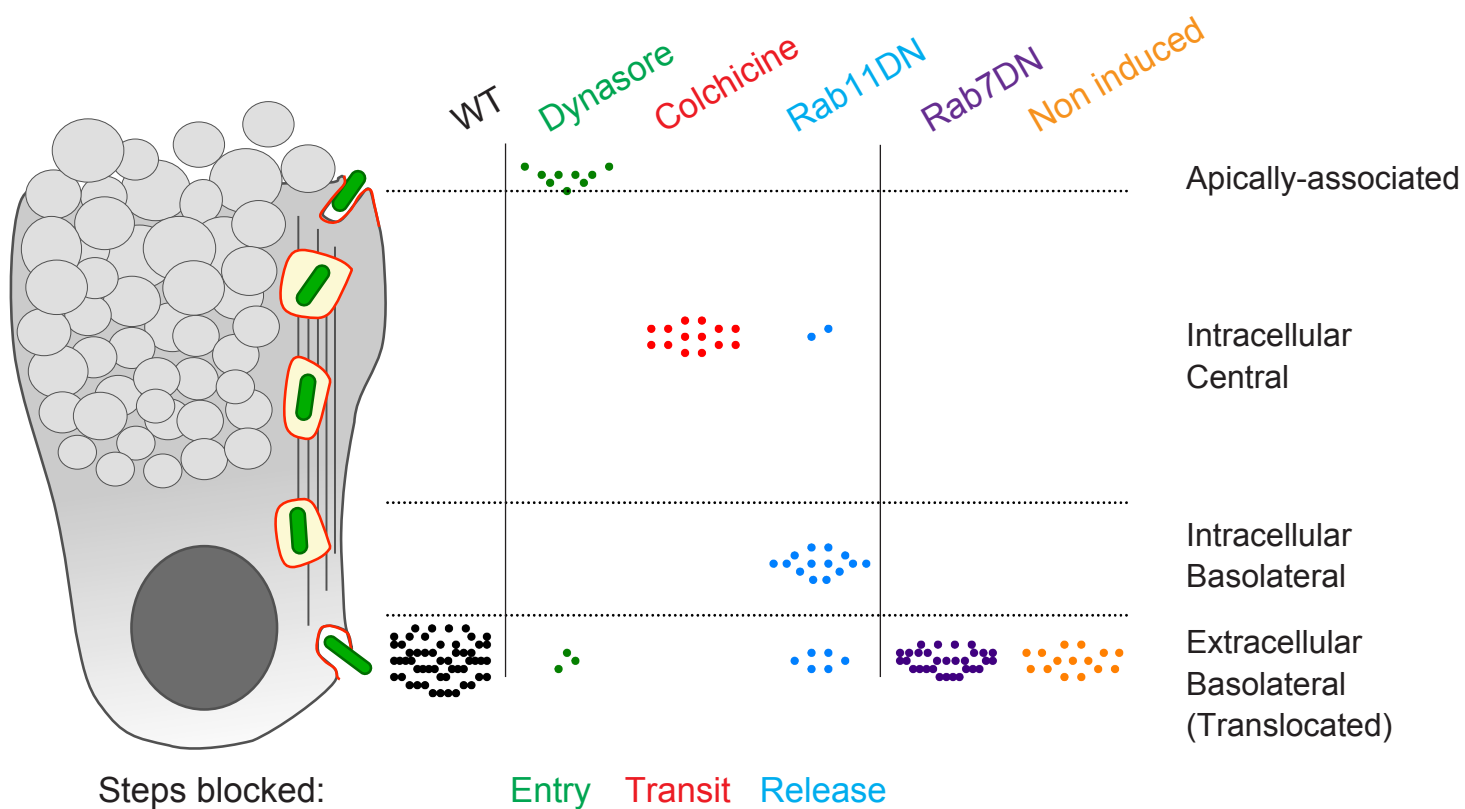 WT
Dynasore
Colchicine
Rab11DN
Rab7DN
Non induced
Apically-associated
Intracellular
Central
Intracellular
Basolateral
Extracellular
Basolateral
(Translocated)
Steps blocked: Entry Transit Release